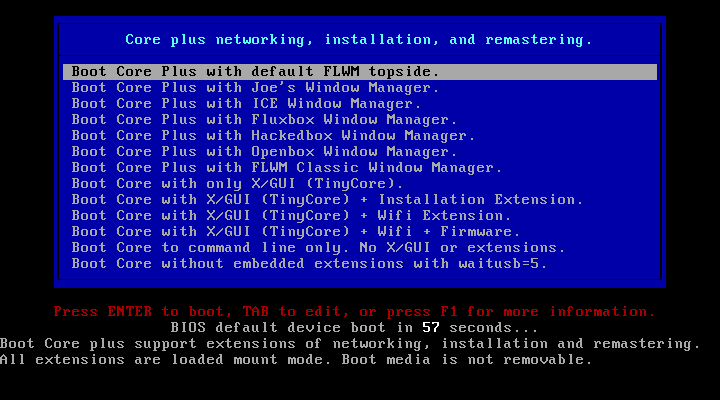 Core plus networking, installation, and remastering.
Boot Core Plus with default FLWM topside.
Boot Core Plus with Joe's Window Manager.
Boot Core Plus with ICE Window Manager.
Boot Core Plus with Fluxbox Window Manager.
Boot Core Plus with Hackedbox Window Manager.
Boot Core Plus with Openbox Window Manager.
Boot Core Plus with FLWM Classic Window Manager.
Boot Core with only X/GUI (TinyCore).
Boot Core with X/GUI (TinyCore) + Installation Extension.
Boot Core with X/GUI (TinyCore) + Wifi Extension.
Boot Core with X/GUI (TinyCore) + Wifi + Firmware.
Boot Core to command line only. No X/GUI or extensions.
Boot Core without embedded extensions with waitusb=5.
Press ENTER to boot, TAB to edit, or press F1 for more information.
BIOS default device boot in 57 seconds...
Boot Core plus support extensions of networking, installation and remastering.
All extensions are loaded mount mode. Boot media is not removable.